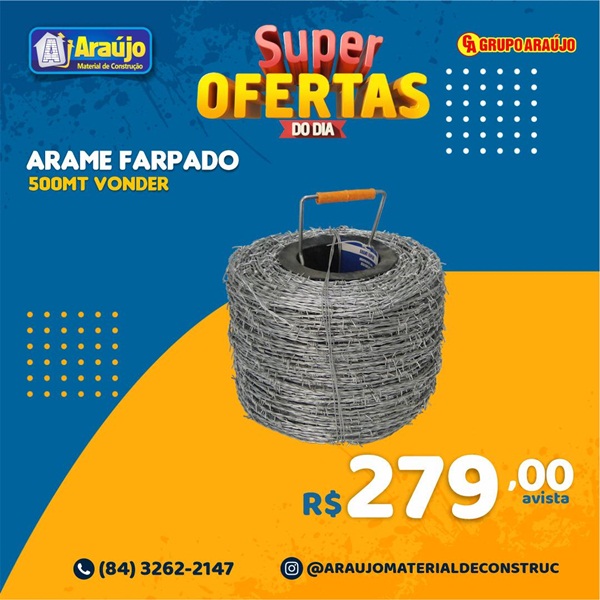 Araújo
Material de Construção
Super
OFERTAS
DO DIA
GA GRUPO ARAÚJO
ARAME FARPADO
500MT VONDER
R$ 279,00
avista
(84) 3262-2147
@ARAUJOMATERIALDECONSTRUC